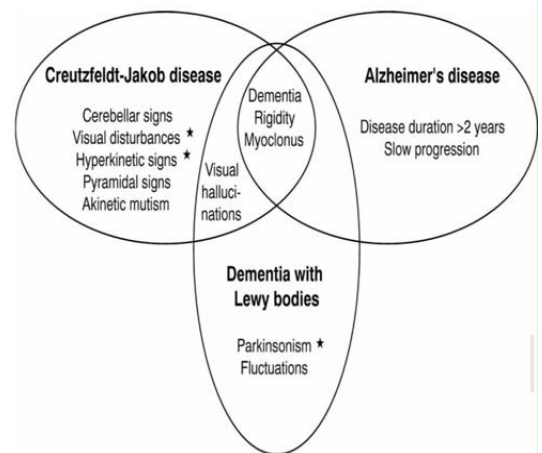 Creutzfeldt-Jakob disease
Cerebellar signs
Visual disturbances ★
Hyperkinetic signs ★
Pyramidal signs
Akinetic mutism
Visual
halluci-
nations
Dementia
Rigidity
Myoclonus
Alzheimer's disease
Disease duration >2 years
Slow progression
Dementia with
Lewy bodies
Parkinsonism ★
Fluctuations